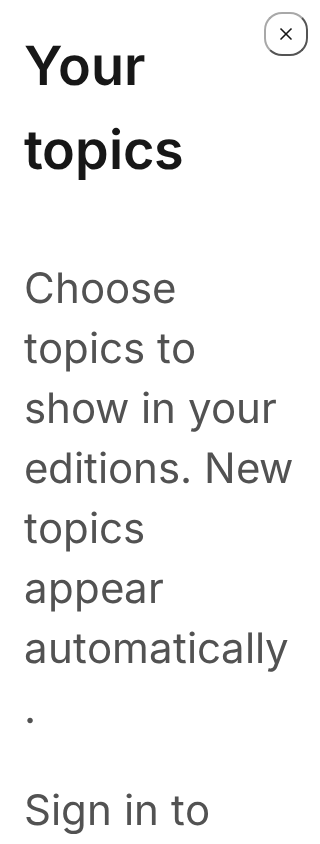 Your
topics
Choose
topics to
show in your
editions. New
topics
appear
automatically
.
Sign in to